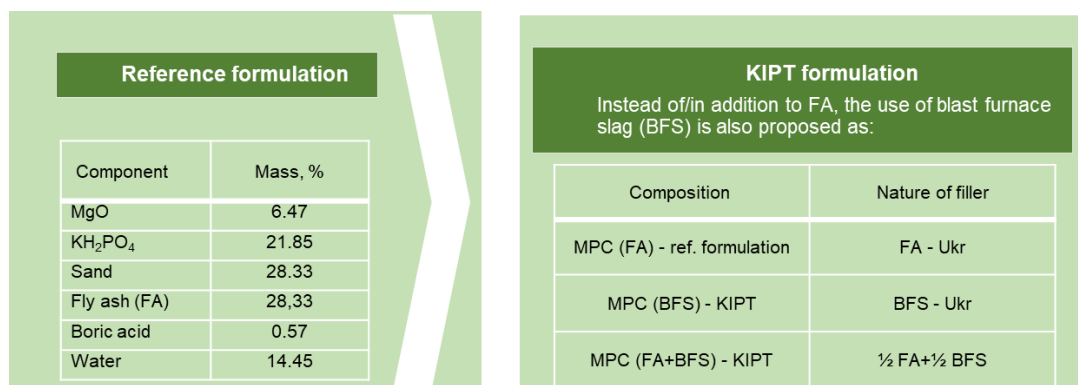 Reference formulation
Component Mass, %
MgO 6.47
KH₂PO₄ 21.85
Sand 28.33
Fly ash (FA) 28,33
Boric acid 0.57
Water 14.45
KIPT formulation
Instead of/in addition to FA, the use of blast furnace
slag (BFS) is also proposed as:
Composition Nature of filler
MPC (FA) - ref. formulation FA - Ukr
MPC (BFS) - KIPT BFS - Ukr
MPC (FA+BFS) - KIPT ½ FA+½ BFS